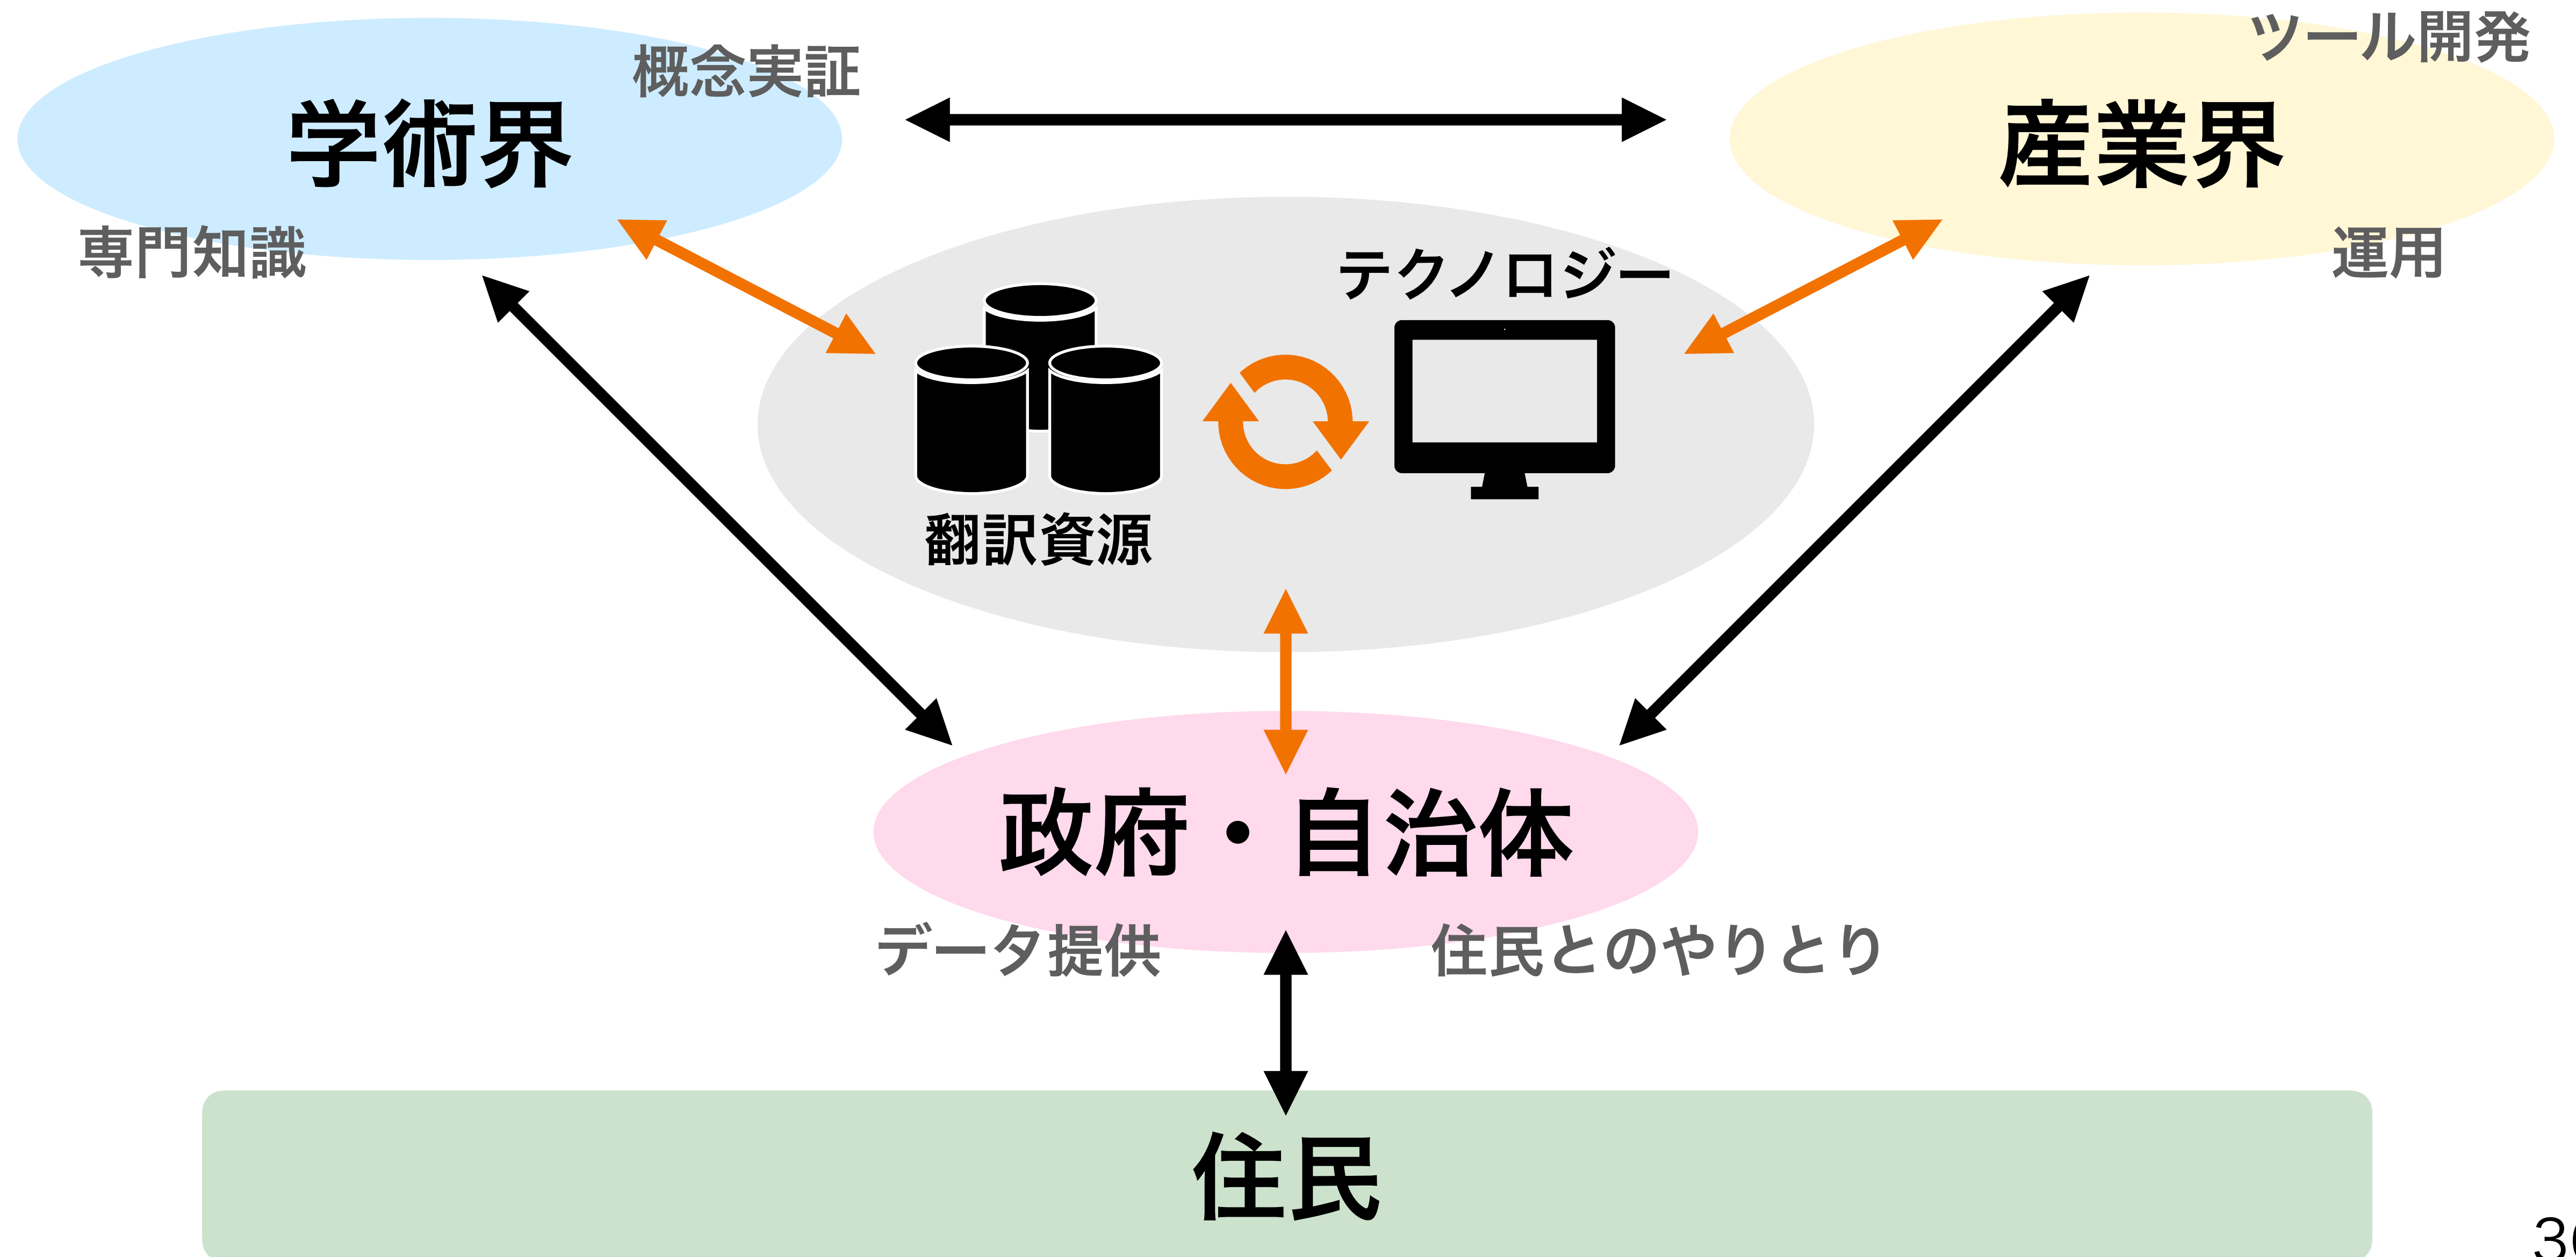 概念実証
学術界
専門知識
ツール開発
産業界
運用
テクノロジー
翻訳資源
政府・自治体
データ提供
住民とのやりとり
住民